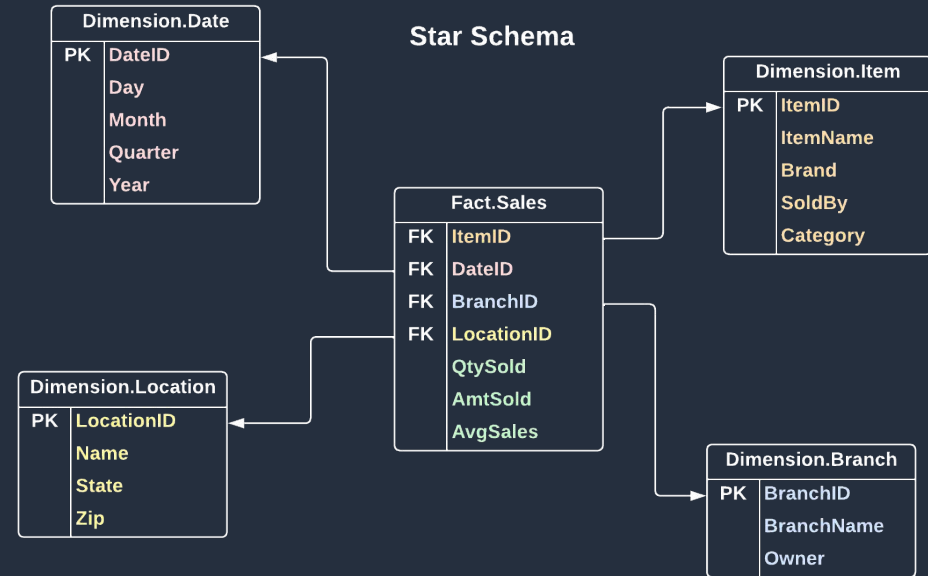 Star Schema
Dimension.Date
PK DateID
Day
Month
Quarter
Year
Dimension.Item
PK ItemID
ItemName
Brand
SoldBy
Category
Fact.Sales
FK ItemID
FK DateID
FK BranchID
FK LocationID
QtySold
AmtSold
AvgSales
Dimension.Location
PK LocationID
Name
State
Zip
Dimension.Branch
PK BranchID
BranchName
Owner